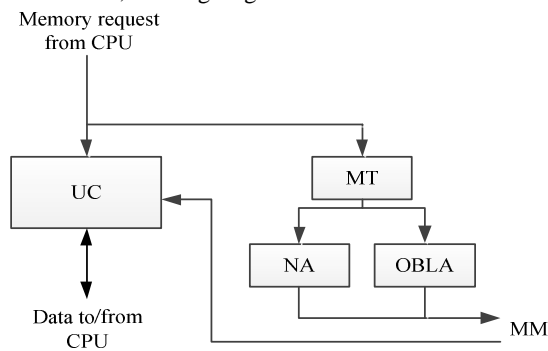 Memory request
from CPU
UC
MT
NA
OBLA
MM
Data to/from
CPU